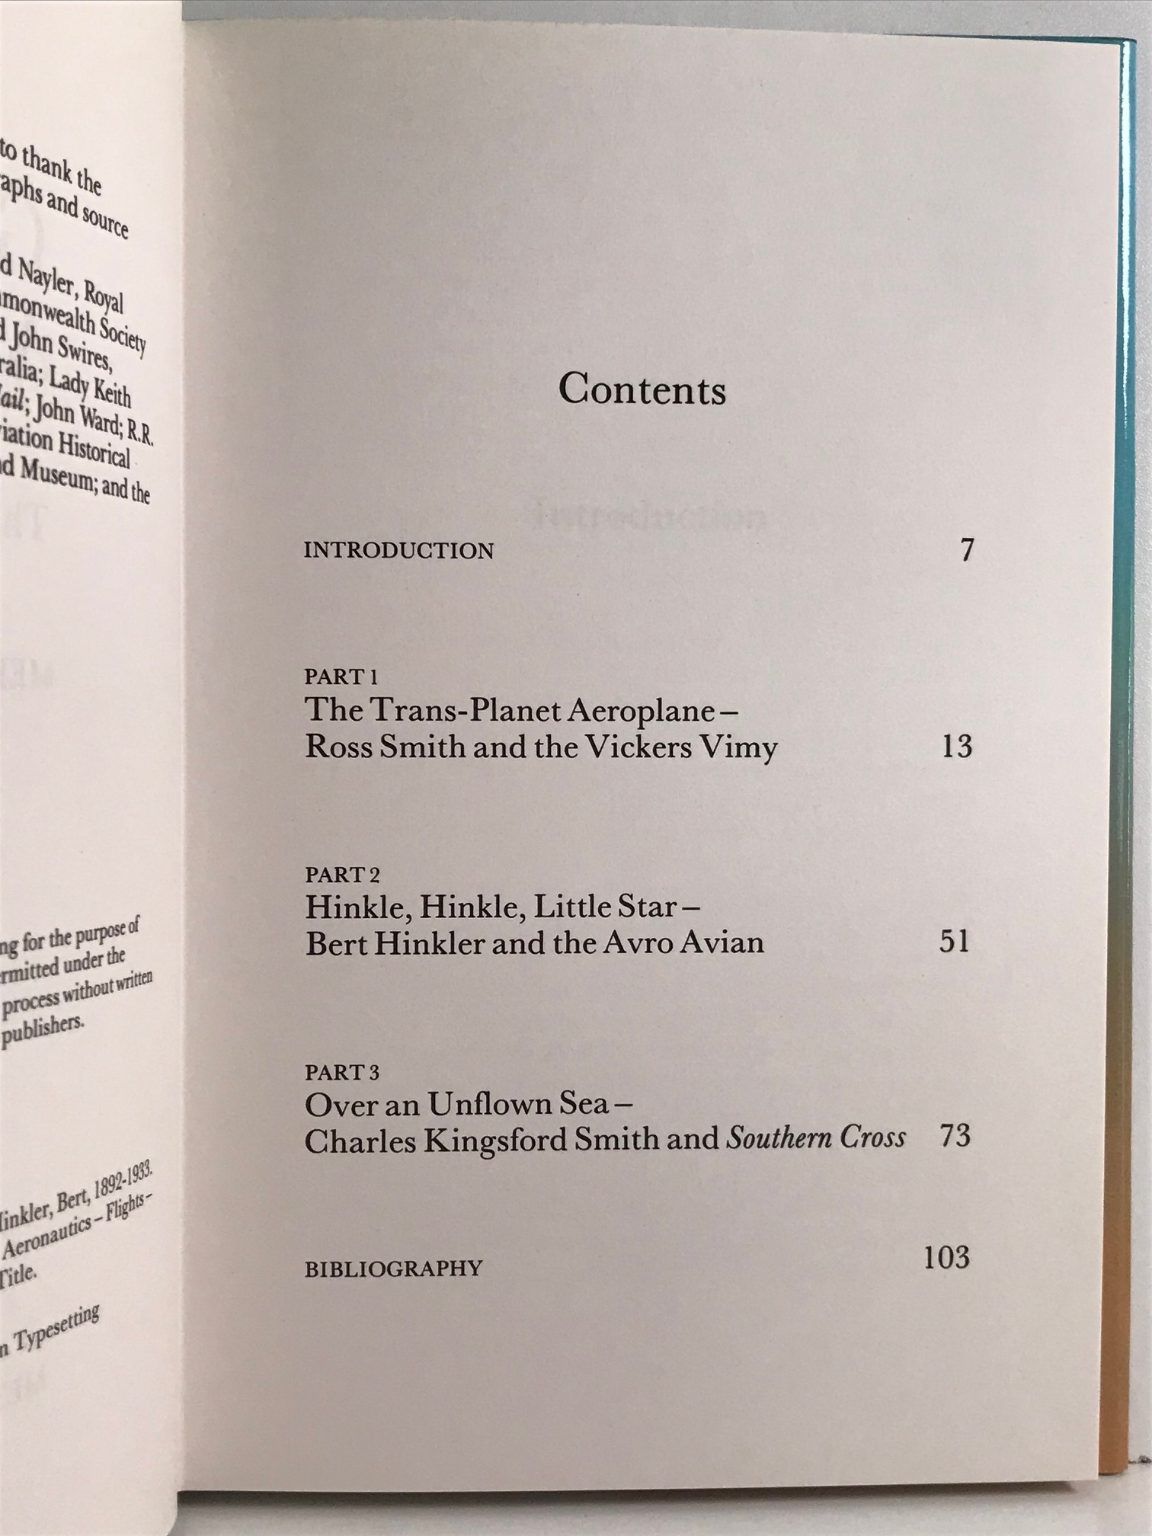 to thank the
aphs and source
d Nayler, Royal
mmonwealth Society
d John Swires,
ralia; Lady Keith
Mail; John Ward; R.R.
viation Historical
nd Museum; and the
ng for the purpose of
rmitted under the
process without written
publishers.
Hinkler, Bert, 1892-1933.
Aeronautics – Flights –
Title.
n Typesetting
Contents
Introduction
INTRODUCTION 7
PART 1
The Trans-Planet Aeroplane –
Ross Smith and the Vickers Vimy 13
PART 2
Hinkle, Hinkle, Little Star –
Bert Hinkler and the Avro Avian 51
PART 3
Over an Unflown Sea –
Charles Kingsford Smith and Southern Cross 73
BIBLIOGRAPHY 103